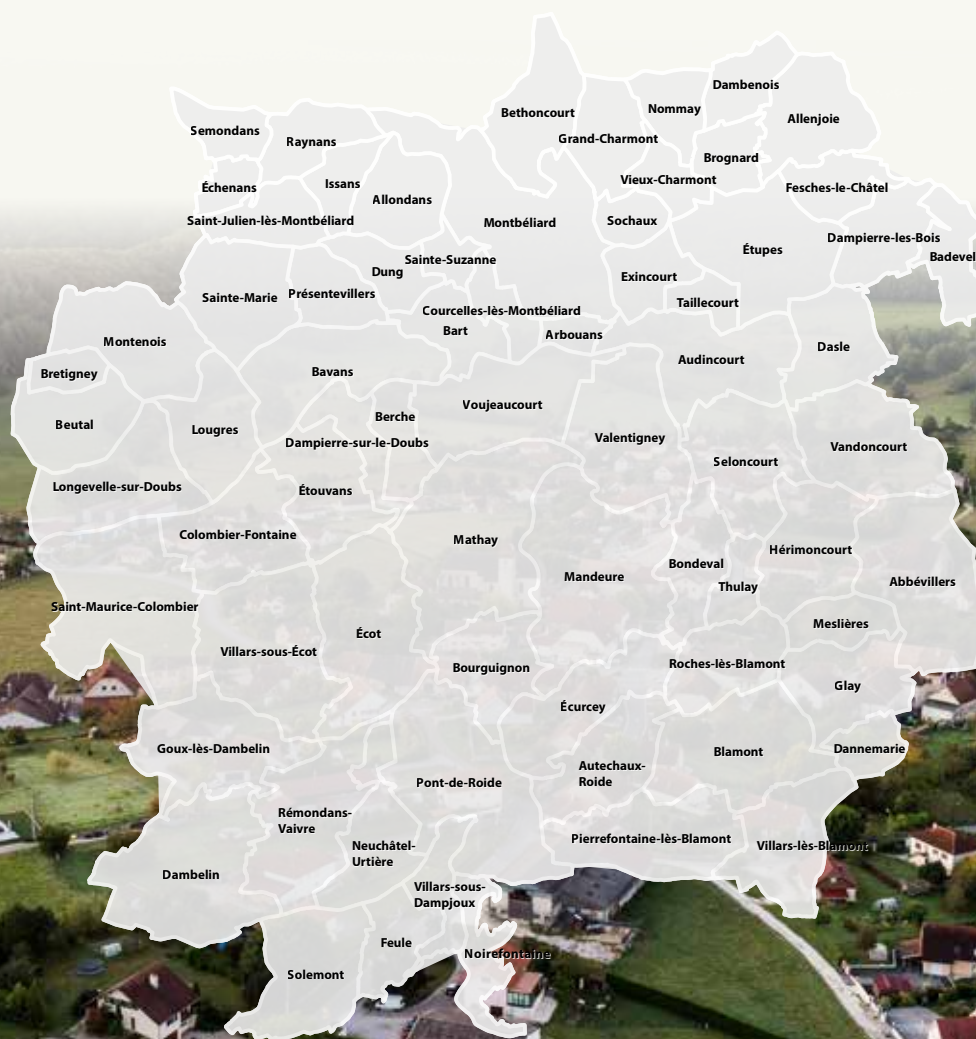 Dambenois
Bethoncourt
Nommay
Allenjoie
Semondans
Raynans
Grand-Charmont
Brognard
Échenans
Issans
Vieux-Charmont
Fesches-le-Châtel
Allondans
Saint-Julien-lès-Montbéliard
Montbéliard
Sochaux
Dampierre-les-Bois
Étupes
Badevel
Sainte-Suzanne
Dung
Exincourt
Sainte-Marie
Présentevillers
Taillecourt
Courcelles-lès-Montbéliard
Bart
Arbouans
Montenois
Dasle
Audincourt
Bretigney
Bavans
Voujeaucourt
Berche
Beutal
Lougres
Dampierre-sur-le-Doubs
Valentigney
Vandoncourt
Seloncourt
Longevelle-sur-Doubs
Étouvans
Colombier-Fontaine
Mathay
Hérimoncourt
Bondeval
Mandeure
Thulay
Abbévillers
Saint-Maurice-Colombier
Meslières
Écot
Villars-sous-Écot
Bourguignon
Roches-lès-Blamont
Glay
Écurcey
Goux-lès-Dambelin
Blamont
Dannemarie
Autechaux-
Roide
Pont-de-Roide
Rémondans-
Vaivre
Pierrefontaine-lès-Blamont
Villars-lès-Blamont
Neuchâtel-
Urtière
Dambelin
Villars-sous-
Dampjoux
Feule
Noirefontaine
Solemont